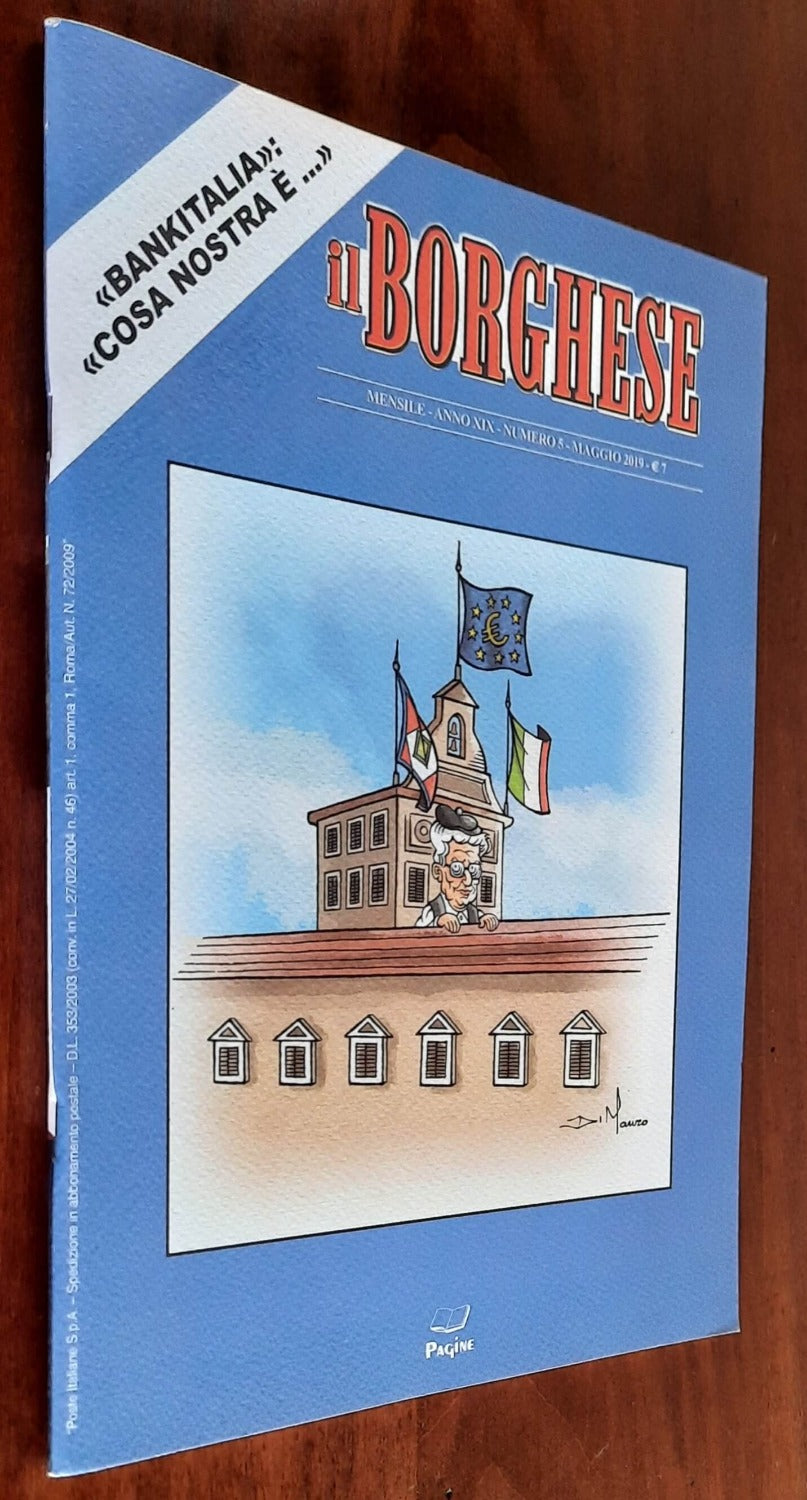 «BANKITALIA»:
«COSA NOSTRA È ...»
il BORGHESE
MENSILE - ANNO XIX - NUMERO 5 - MAGGIO 2019 - € 7
€
Di Mauro
PAGINE
"Poste Italiane S.p.A. – Spedizione in abbonamento postale – D.L. 353/2003 (conv. in L. 27/02/2004 n. 46) art. 1, comma 1, Roma/Aut. N. 72/2009"